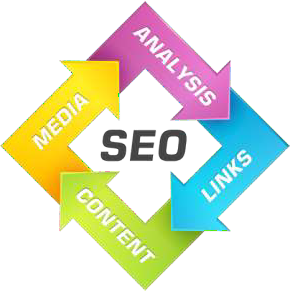 ANALYSIS
MEDIA
SEO
LINKS
CONTENT